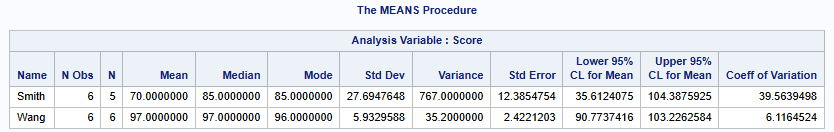 The MEANS Procedure
Analysis Variable : Score
Name N Obs N Mean Median Mode Std Dev Variance Std Error Lower 95% CL for Mean Upper 95% CL for Mean Coeff of Variation
Smith 6 5 70.0000000 85.0000000 85.0000000 27.6947648 767.0000000 12.3854754 35.6124075 104.3875925 39.5639498
Wang 6 6 97.0000000 97.0000000 96.0000000 5.9329588 35.2000000 2.4221203 90.7737416 103.2262584 6.1164524